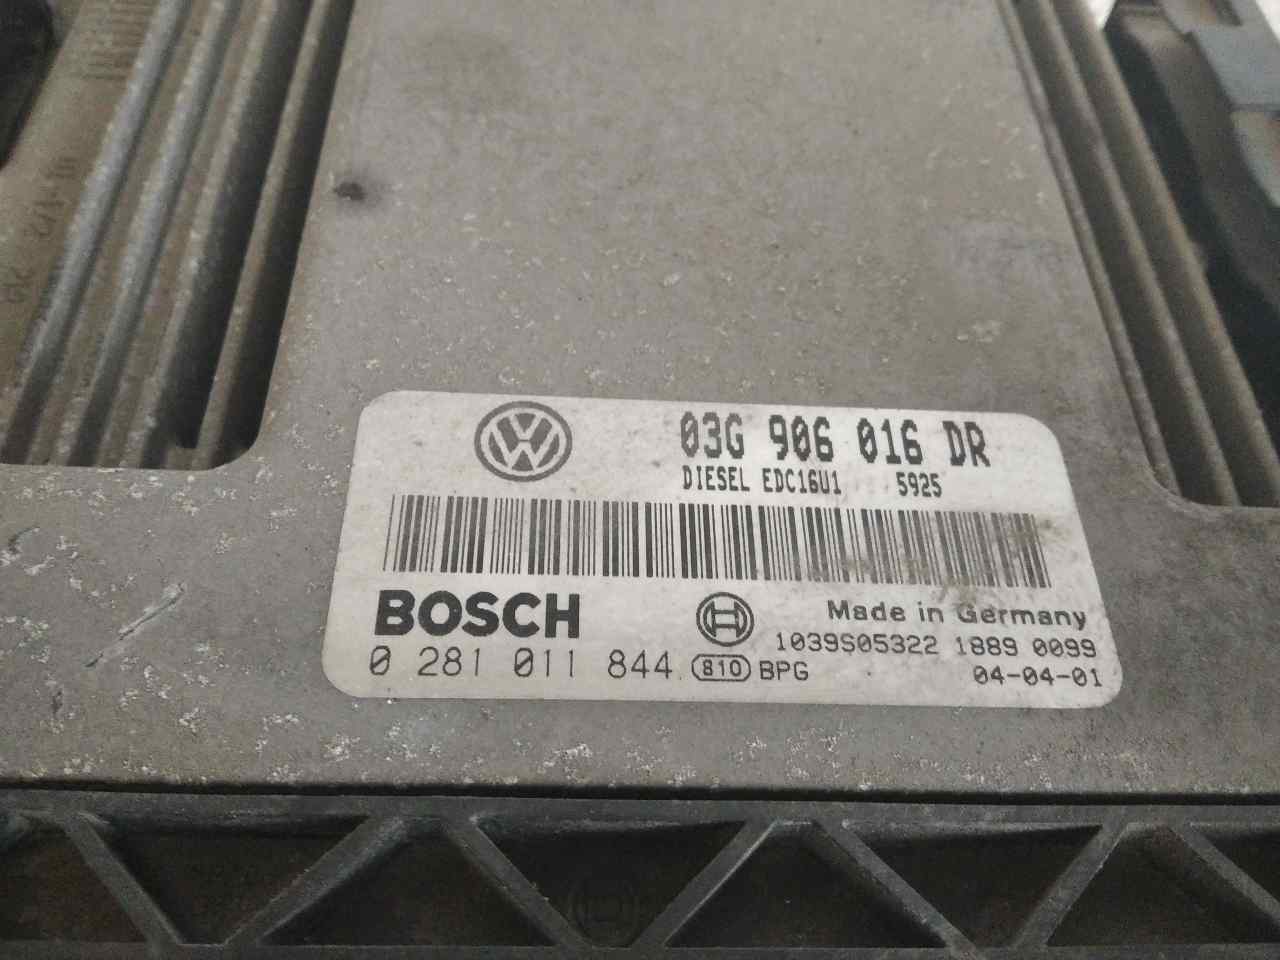 03G 906 016 DR
DIESEL EDC16U1 5925
BOSCH
Made in Germany
1039S05322 1889 0099
0 281 011 844 810 BPG
04-04-01